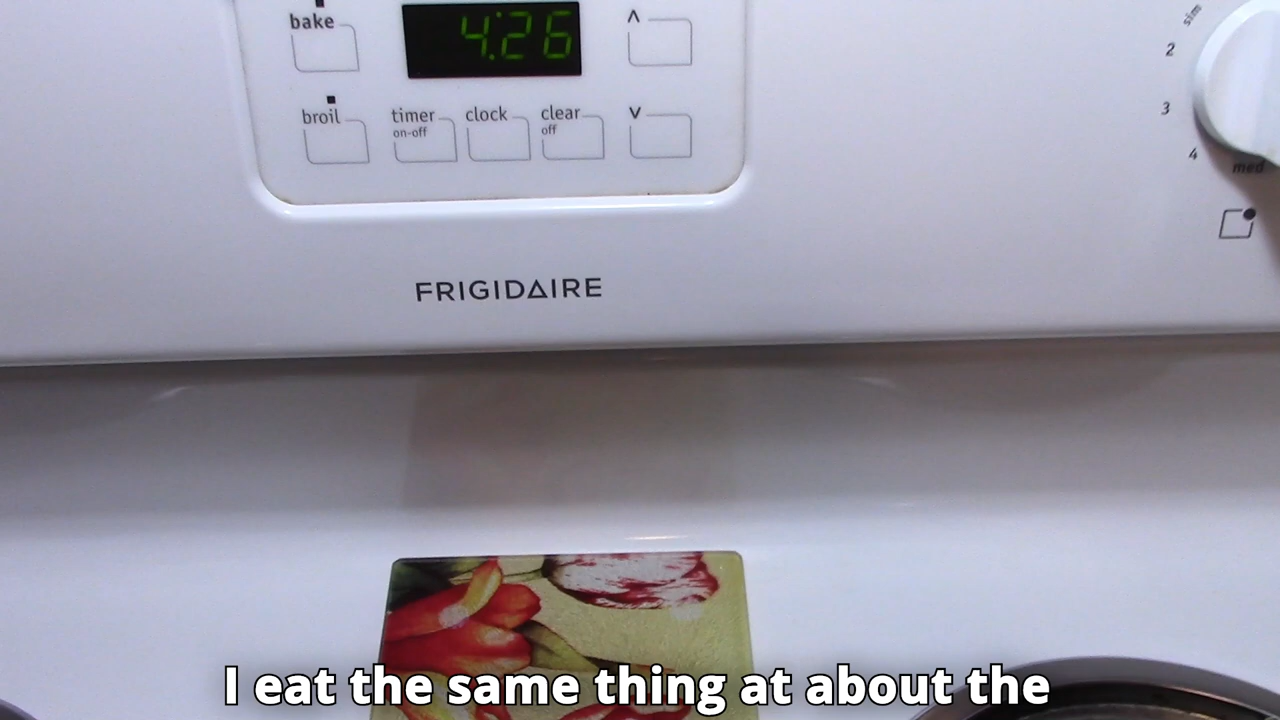 bake
4:26
^
broil
timer
on-off
clock
clear
off
v
sim
2
3
4
med
FRIGIDAIRE
I eat the same thing at about the